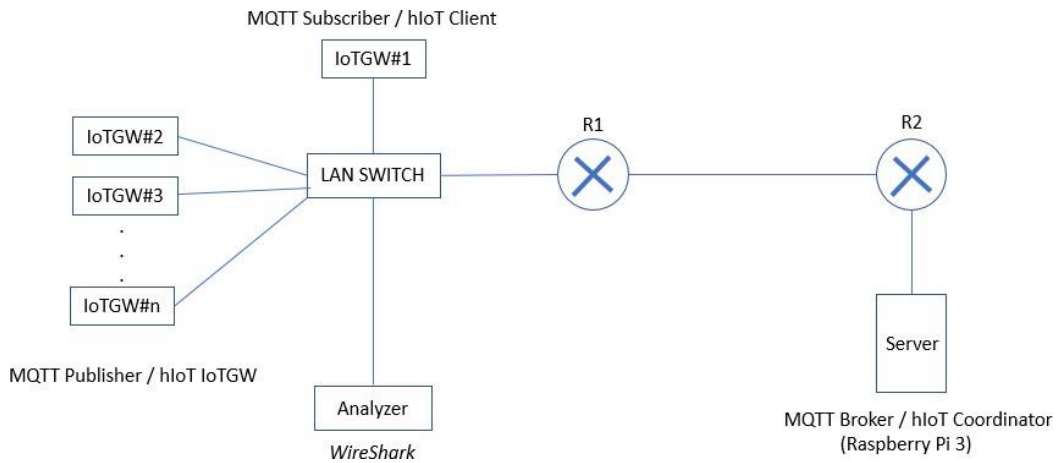 MQTT Subscriber / hIoT Client
IoTGW#1
R1
R2
IoTGW#2
LAN SWITCH
IoTGW#3
.
.
.
IoTGW#n
Server
MQTT Publisher / hIoT IoTGW
Analyzer
WireShark
MQTT Broker / hIoT Coordinator
(Raspberry Pi 3)